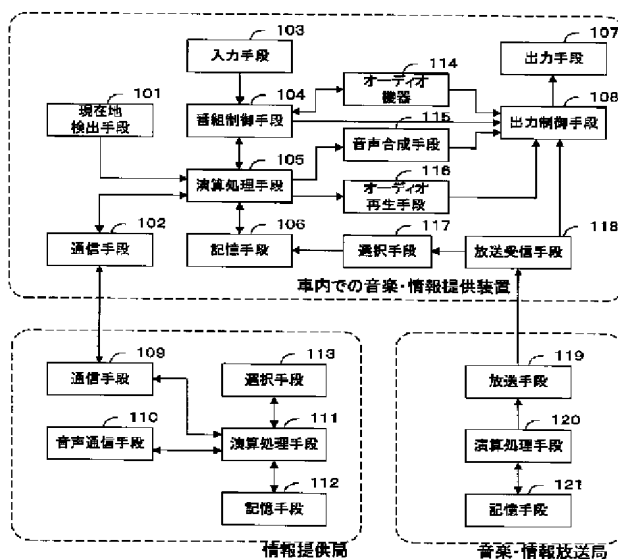 103
入力手段
107
出力手段
114
オーディオ
機器
104
番組制御手段
101
現在地
検出手段
108
出力制御手段
115
音声合成手段
105
演算処理手段
116
オーディオ
再生手段
102
通信手段
106
記憶手段
117
選択手段
118
放送受信手段
車内での音楽・情報提供装置
109
通信手段
113
選択手段
119
放送手段
110
音声通信手段
111
演算処理手段
120
演算処理手段
112
記憶手段
121
記憶手段
情報提供局
音楽・情報放送局